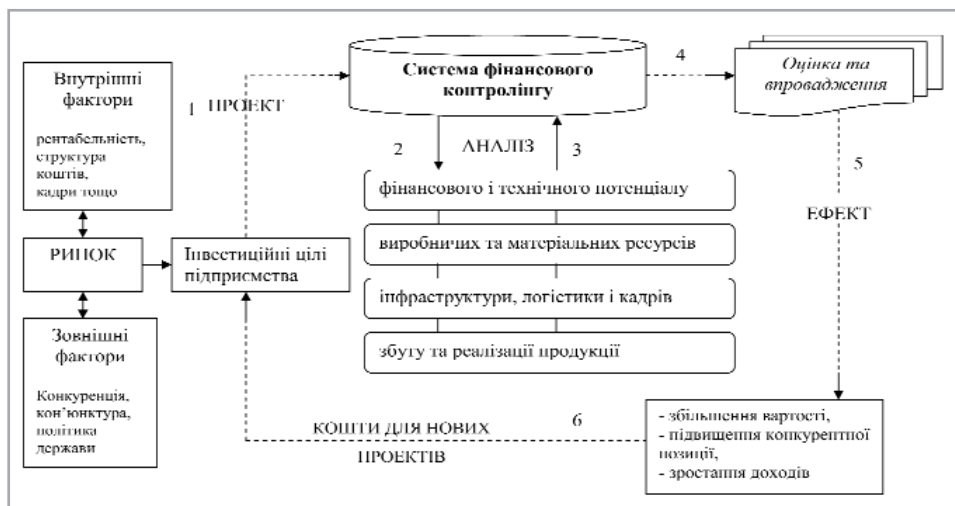 Внутрішні
фактори
рентабельність,
структура
коштів,
кадри тощо
РИНОК
Зовнішні
фактори
Конкуренція,
кон’юнктура,
політика
держави
Інвестиційні цілі
підприємства
1 ПРОЕКТ
Система фінансового
контролінгу
2 АНАЛІЗ 3
фінансового і технічного потенціалу
виробничих та матеріальних ресурсів
інфраструктури, логістики і кадрів
збуту та реалізації продукції
4
Оцінка та
впровадження
5
ЕФЕКТ
- збільшення вартості,
- підвищення конкурентної
позиції,
- зростання доходів
6
КОШТИ ДЛЯ НОВИХ
ПРОЕКТІВ